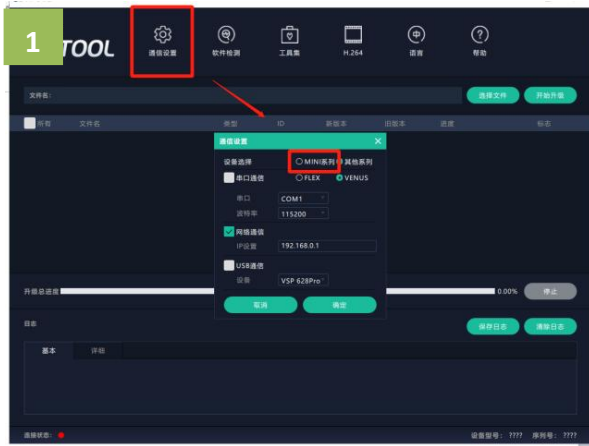 1
TOOL
通信设置 软件检测 工具集 H.264 语言 帮助
文件名: 选择文件 开始升级
所有 文件名 类型 ID 新版本 旧版本 进度 标志
通信设置 ×
设备选择 MINI系列 其他系列
串口通信 FLEX VENUS
串口 COM1
波特率 115200
网络通信
IP设置 192.168.0.1
USB通信
设备 VSP 628Pro
取消 确定
升级总进度 0.00% 停止
日志 保存日志 清除日志
基本 详细
连接状态: 设备型号: ???? 序列号: ????